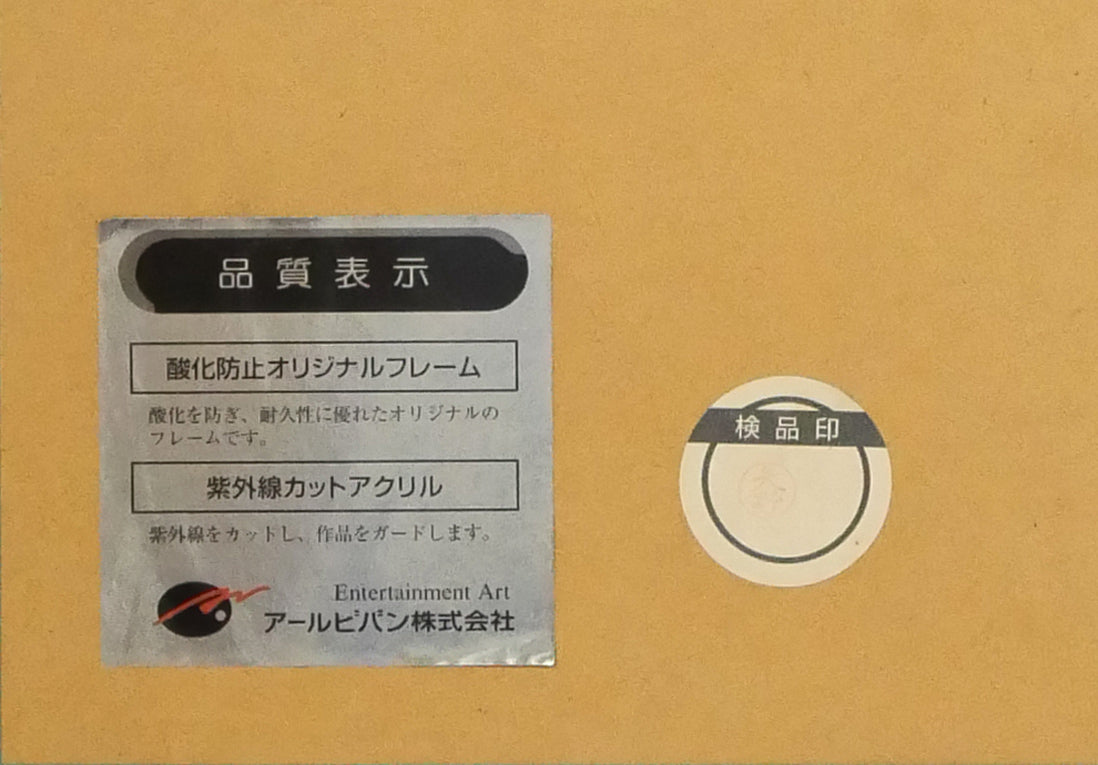 品質表示
酸化防止オリジナルフレーム
酸化を防ぎ、耐久性に優れたオリジナルの
フレームです。
紫外線カットアクリル
紫外線をカットし、作品をガードします。
Entertainment Art
アールビバン株式会社
検品印